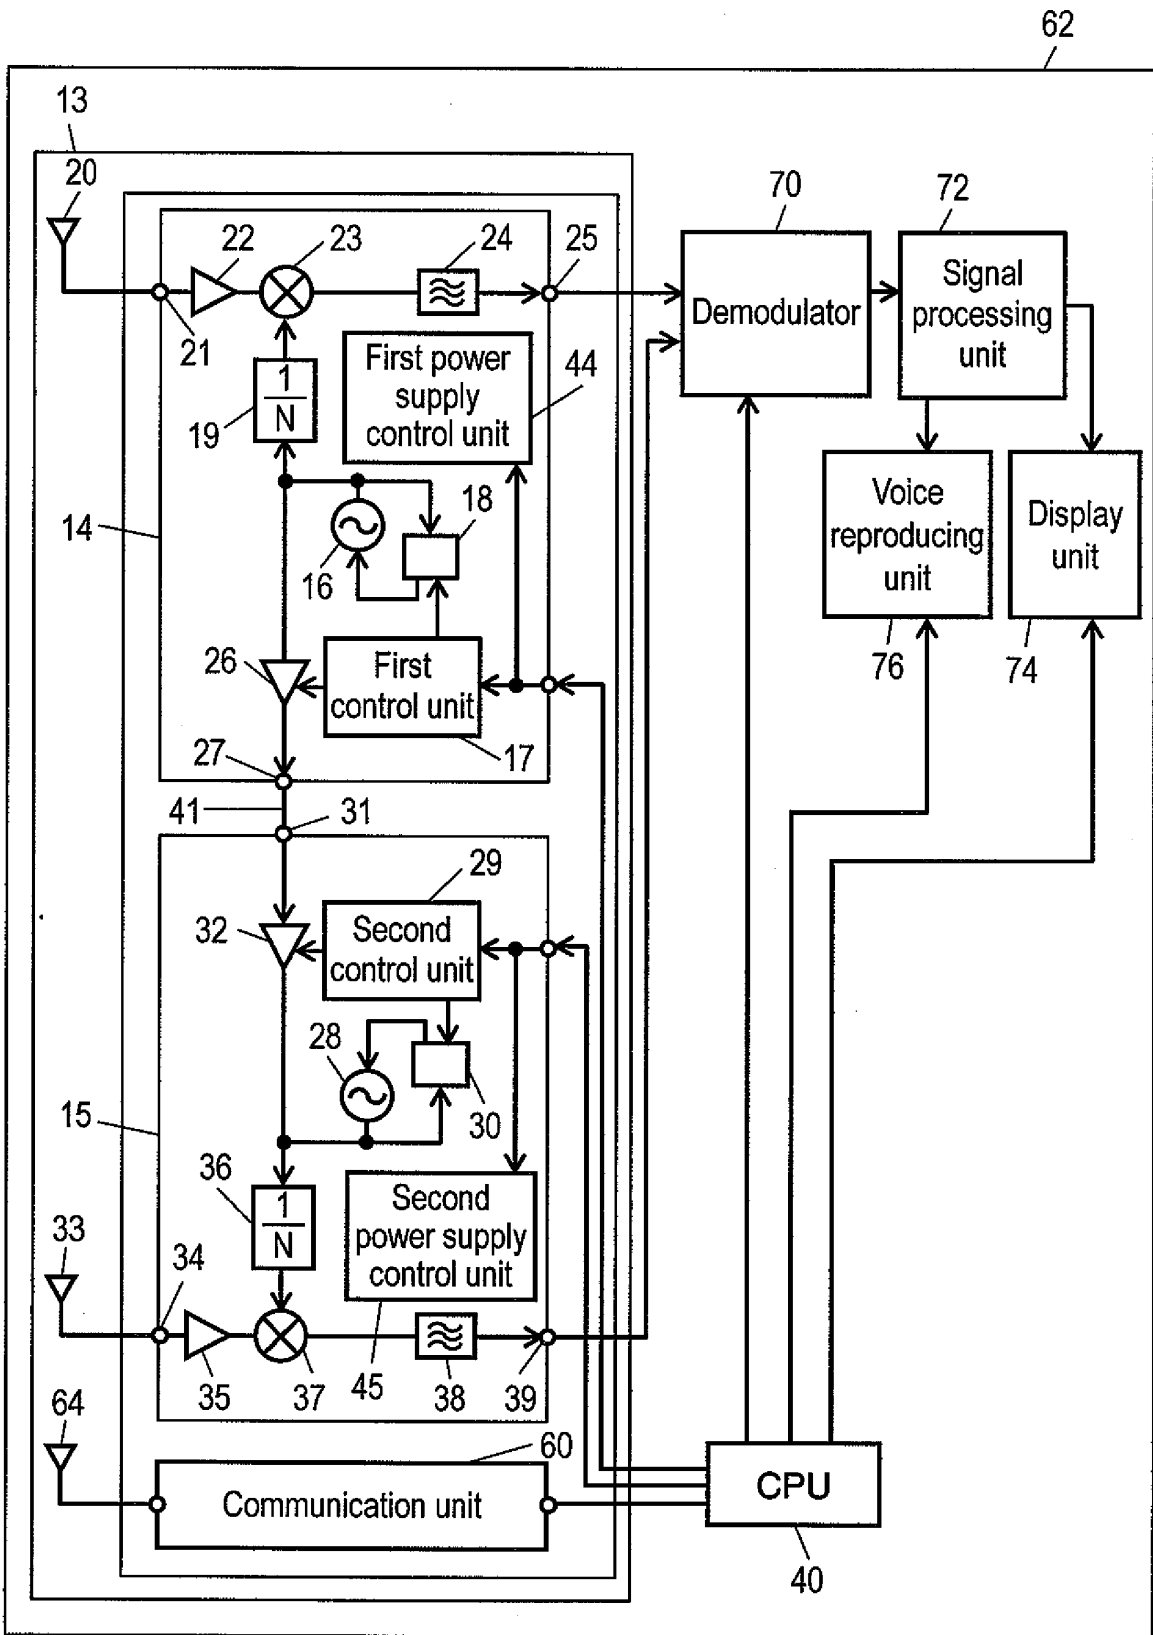 62
13
20
22
23
24
25
70
72
Demodulator
Signal
processing
unit
21
1
N
19
First power
supply
control unit
44
14
16
18
Voice
reproducing
unit
Display
unit
76
74
26
First
control unit
17
27
41
31
29
32
Second
control unit
28
30
15
36
1
N
Second
power supply
control unit
33
34
35
37
45
38
39
64
60
Communication unit
CPU
40